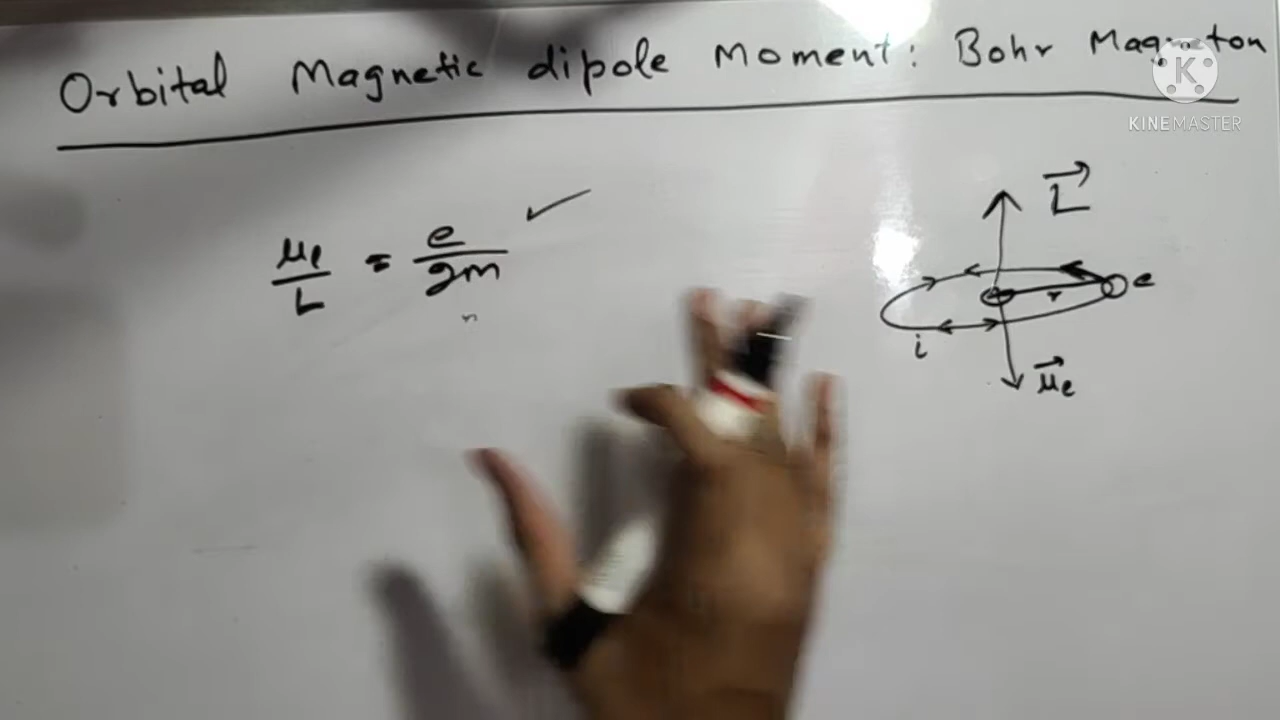 Orbital Magnetic dipole Moment: Bohr Magneton
K
KINEMASTER
μl/L = e/2m ✓
L
e
r
i
μl